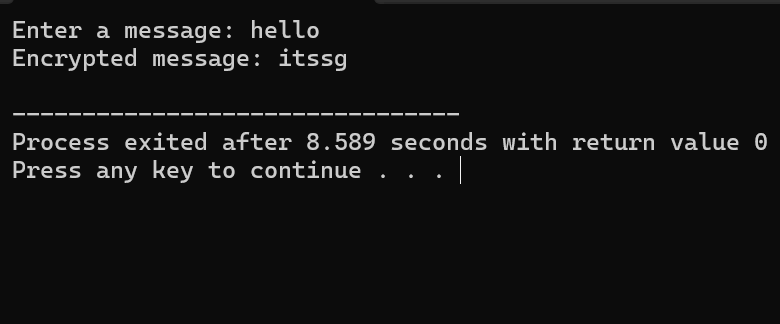 Enter a message: hello
Encrypted message: itssg
--------------------------------
Process exited after 8.589 seconds with return value 0
Press any key to continue . . .